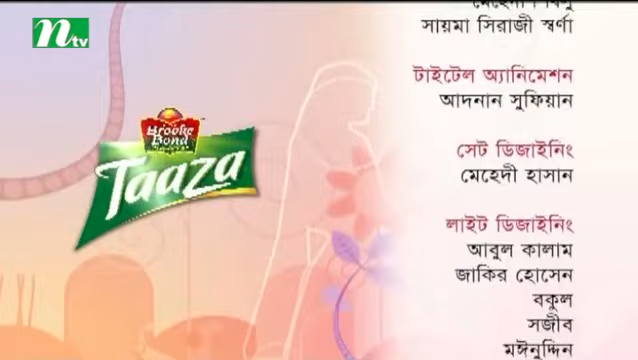 ntv
সায়মা সিরাজী স্বর্ণা
টাইটেল অ্যানিমেশন
আদনান সুফিয়ান
Brooke
Bond
Taaza
সেট ডিজাইনিং
মেহেদী হাসান
লাইট ডিজাইনিং
আবুল কালাম
জাকির হোসেন
বকুল
সজীব
মঈনুদ্দিন